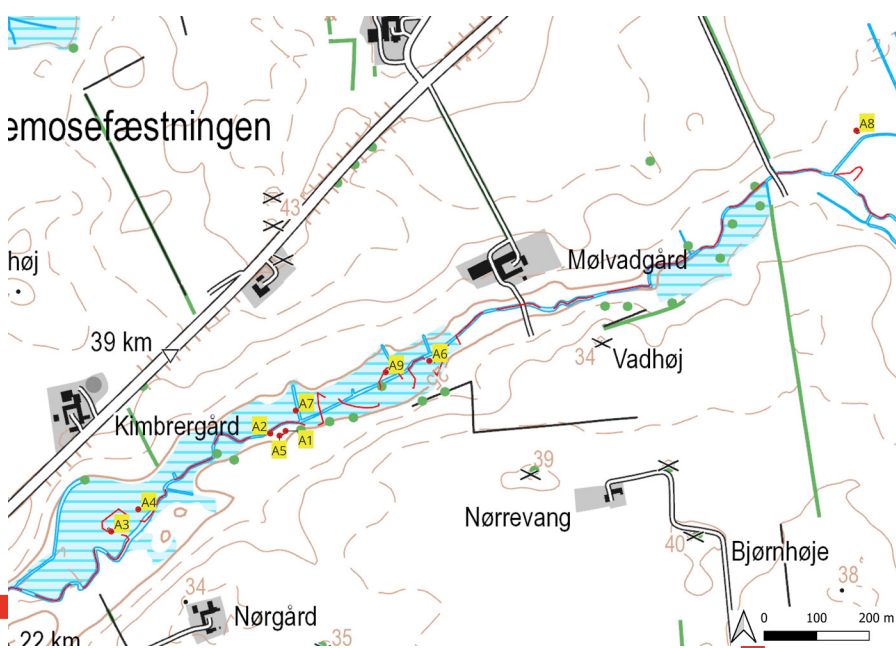 A8
emosefæstningen
43
høj
Mølvadgård
39 km
34
Vadhøj
A9
A6
A7
Kimbrergård
A2
A5
A1
39
A4
A3
Nørrevang
40
Bjørnhøje
34
38
Nørgård
35
22 km
0 100 200 m